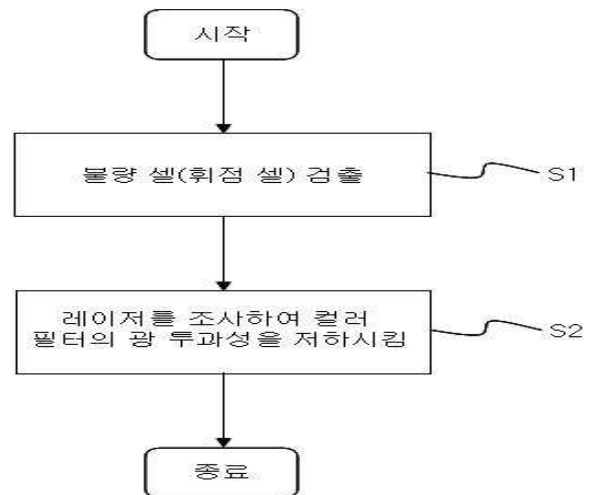 시작
불량 셀(휘점 셀) 검출
S1
레이저를 조사하여 컬러
필터의 광 투과성을 저하시킴
S2
종료